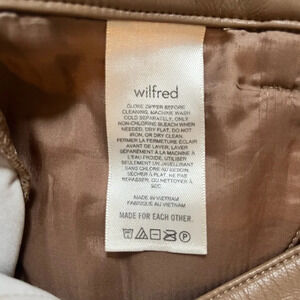 wilfred
CLOSE ZIPPER BEFORE
CLEANING. MACHINE WASH
COLD SEPARATELY, ONLY
NON-CHLORINE BLEACH WHEN
NEEDED, DRY FLAT, DO NOT
IRON, OR DRY CLEAN.
FERMER FERMETURE ÉCLAIR
AVANT DE LAVER. LAVER
SÉPARÉMENT À LA MACHINE À
L'EAU FROIDE, UTILISER
SEULEMENT UN JAVELLISANT
SANS CHLORE AU BESOIN,
SÉCHER À PLAT, NE PAS
REPASSER, OU NETTOYER À
SEC.
MADE IN VIETNAM
FABRIQUÉ AU VIETNAM
MADE FOR EACH OTHER.
P